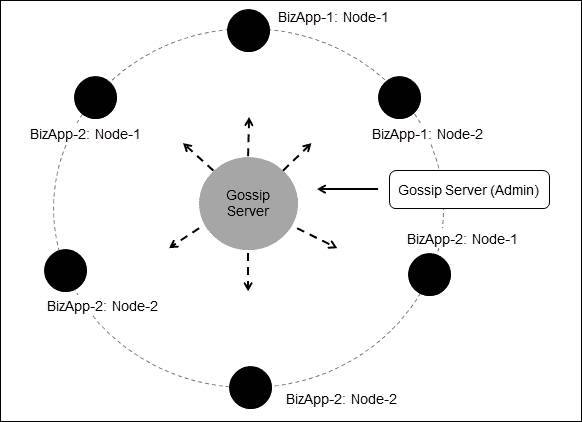 BizApp-1: Node-1
BizApp-2: Node-1
BizApp-1: Node-2
Gossip
Server
Gossip Server (Admin)
BizApp-2: Node-1
BizApp-2: Node-2
BizApp-2: Node-2